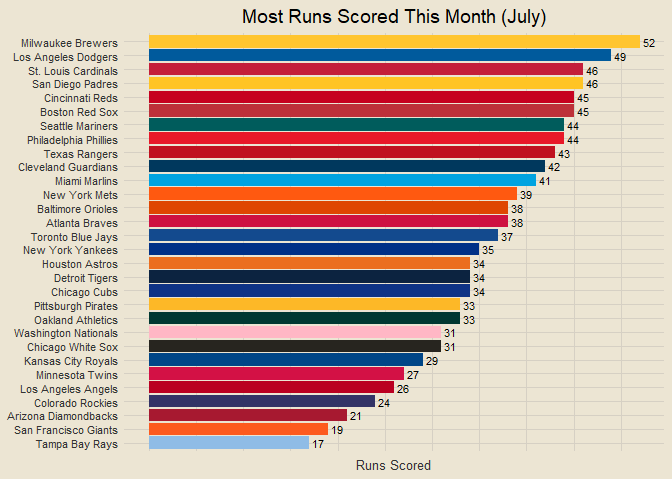 Most Runs Scored This Month (July)
Milwaukee Brewers 52
Los Angeles Dodgers 49
St. Louis Cardinals 46
San Diego Padres 46
Cincinnati Reds 45
Boston Red Sox 45
Seattle Mariners 44
Philadelphia Phillies 44
Texas Rangers 43
Cleveland Guardians 42
Miami Marlins 41
New York Mets 39
Baltimore Orioles 38
Atlanta Braves 38
Toronto Blue Jays 37
New York Yankees 35
Houston Astros 34
Detroit Tigers 34
Chicago Cubs 34
Pittsburgh Pirates 33
Oakland Athletics 33
Washington Nationals 31
Chicago White Sox 31
Kansas City Royals 29
Minnesota Twins 27
Los Angeles Angels 26
Colorado Rockies 24
Arizona Diamondbacks 21
San Francisco Giants 19
Tampa Bay Rays 17
Runs Scored